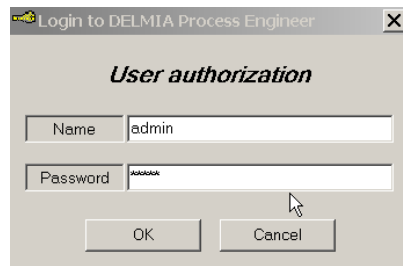 Login to DELMIA Process Engineer
User authorization
Name admin
Password *****
OK Cancel